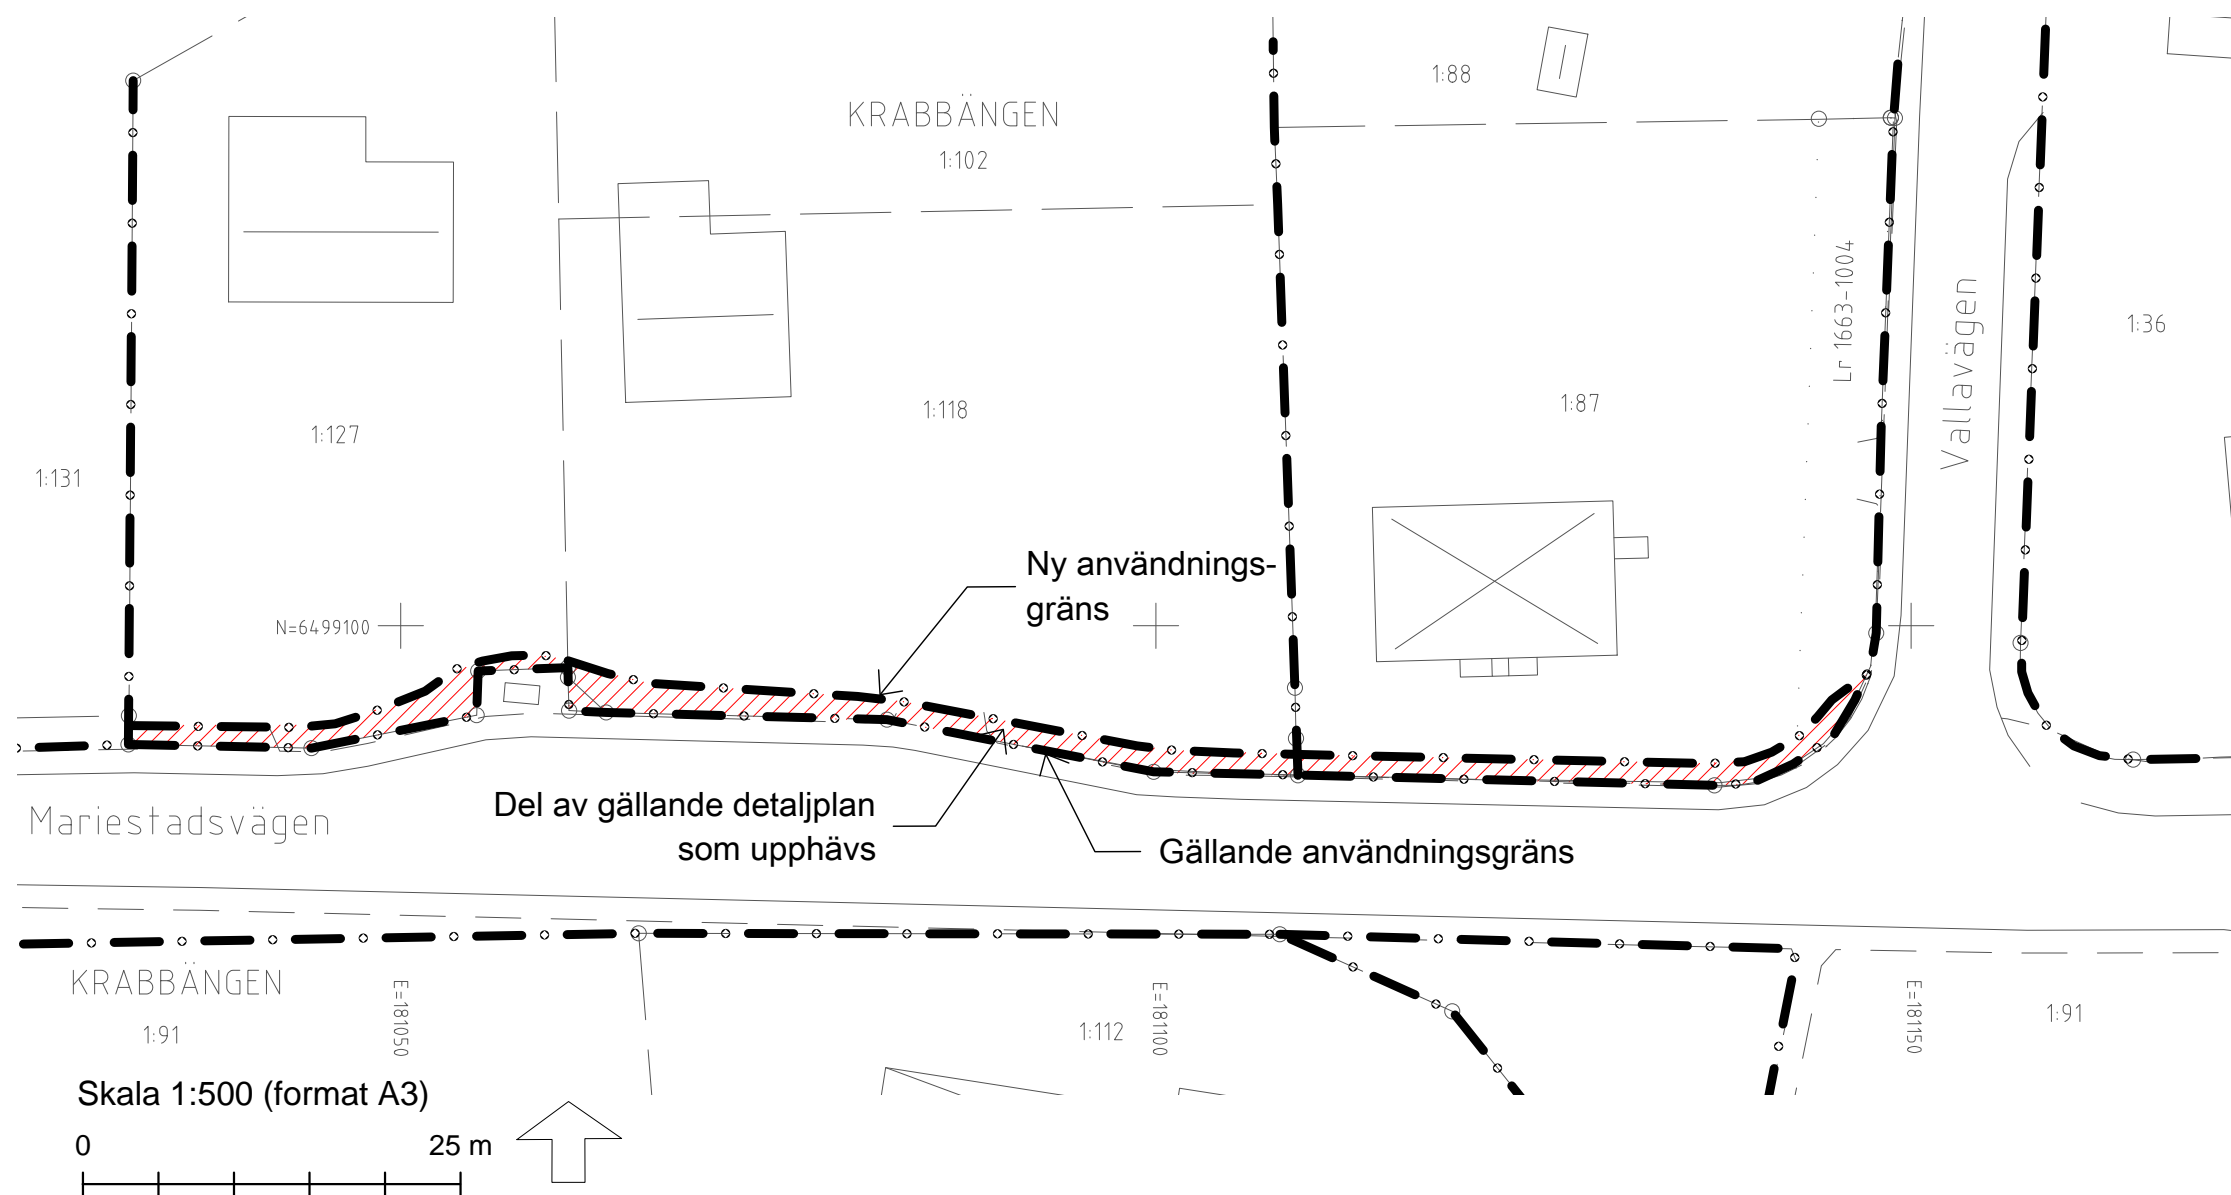 1:88
KRABBÄNGEN
1:102
Lr 1663-1004
Vallavägen
1:36
1:87
1:118
1:127
1:131
Ny användnings-
gräns
N=6499100
Del av gällande detaljplan
som upphävs
Gällande användningsgräns
Mariestadsvägen
KRABBÄNGEN
1:91
E=181050
E=181100
1:112
E=181150
1:91
Skala 1:500 (format A3)
0 25 m